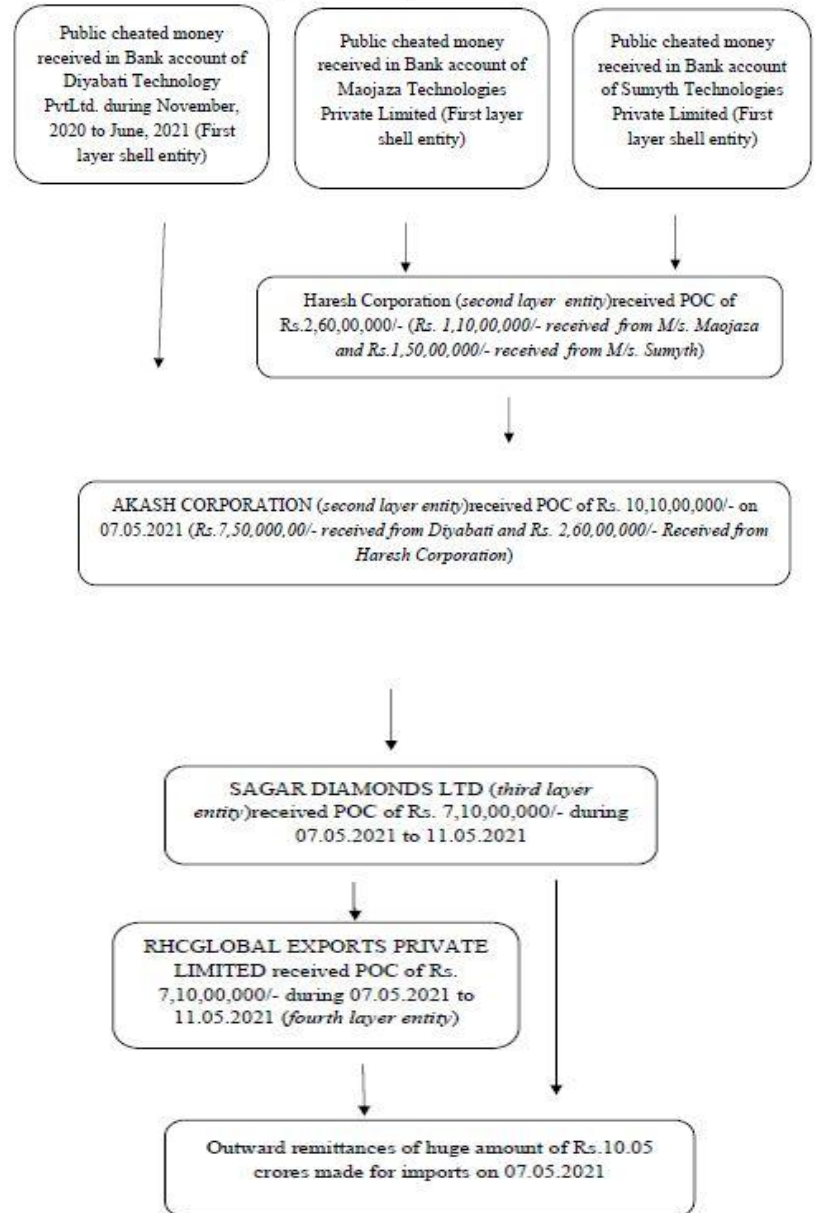 Public cheated money
received in Bank account of
Diyabati Technology
PvtLtd. during November,
2020 to June, 2021 (First
layer shell entity)
Public cheated money
received in Bank account of
Maojaza Technologies
Private Limited (First layer
shell entity)
Public cheated money
received in Bank account
of Sumyth Technologies
Private Limited (First
layer shell entity)
Haresh Corporation (second layer entity)received POC of
Rs.2,60,00,000/- (Rs. 1,10,00,000/- received from M/s. Maojaza
and Rs.1,50,00,000/- received from M/s. Sumyth)
AKASH CORPORATION (second layer entity)received POC of Rs. 10,10,00,000/- on
07.05.2021 (Rs.7,50,000,00/- received from Diyabati and Rs. 2,60,00,000/- Received from
Haresh Corporation)
SAGAR DIAMONDS LTD (third layer
entity)received POC of Rs. 7,10,00,000/- during
07.05.2021 to 11.05.2021
RHCGLOBAL EXPORTS PRIVATE
LIMITED received POC of Rs.
7,10,00,000/- during 07.05.2021 to
11.05.2021 (fourth layer entity)
Outward remittances of huge amount of Rs.10.05
crores made for imports on 07.05.2021